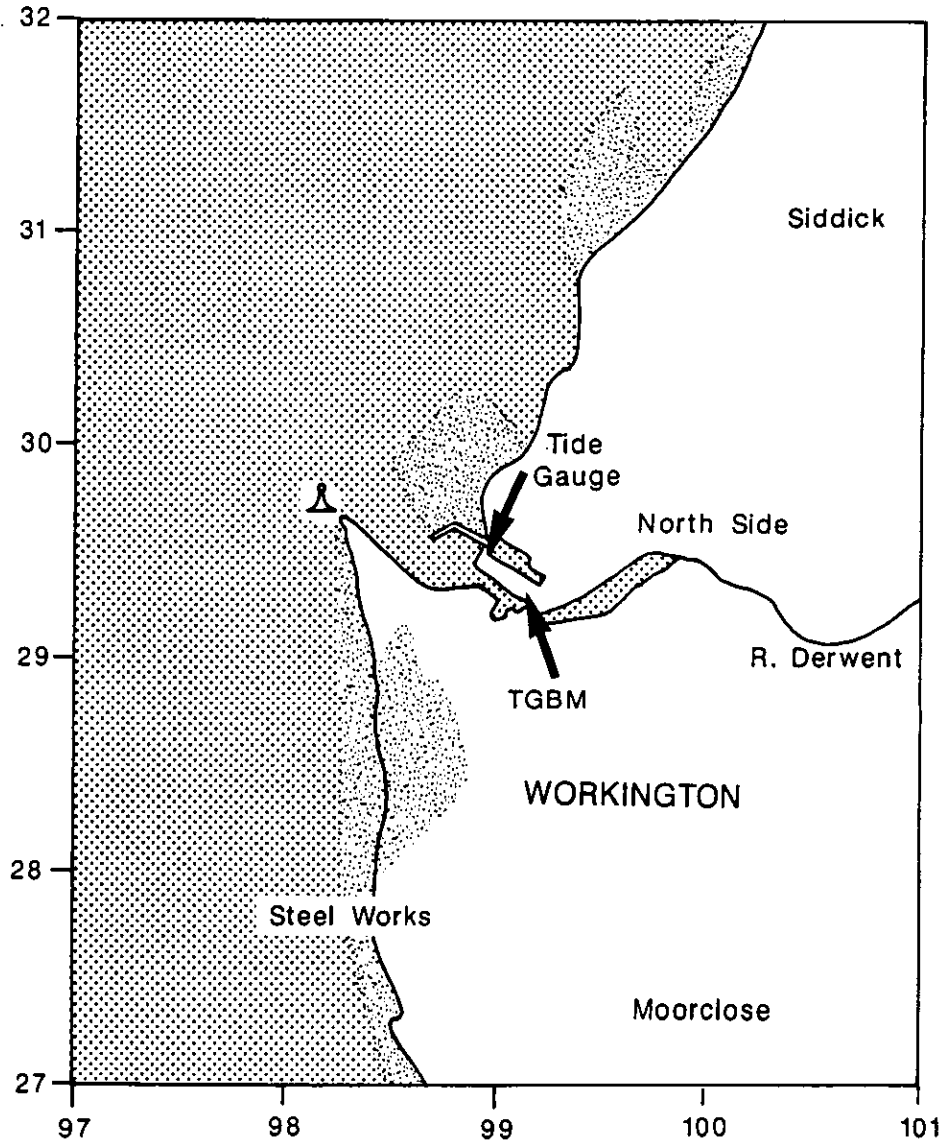 32
31
Siddick
30
Tide
Gauge
North Side
29
R. Derwent
TGBM
WORKINGTON
28
Steel Works
Moorclose
27
97
98
99
100
101